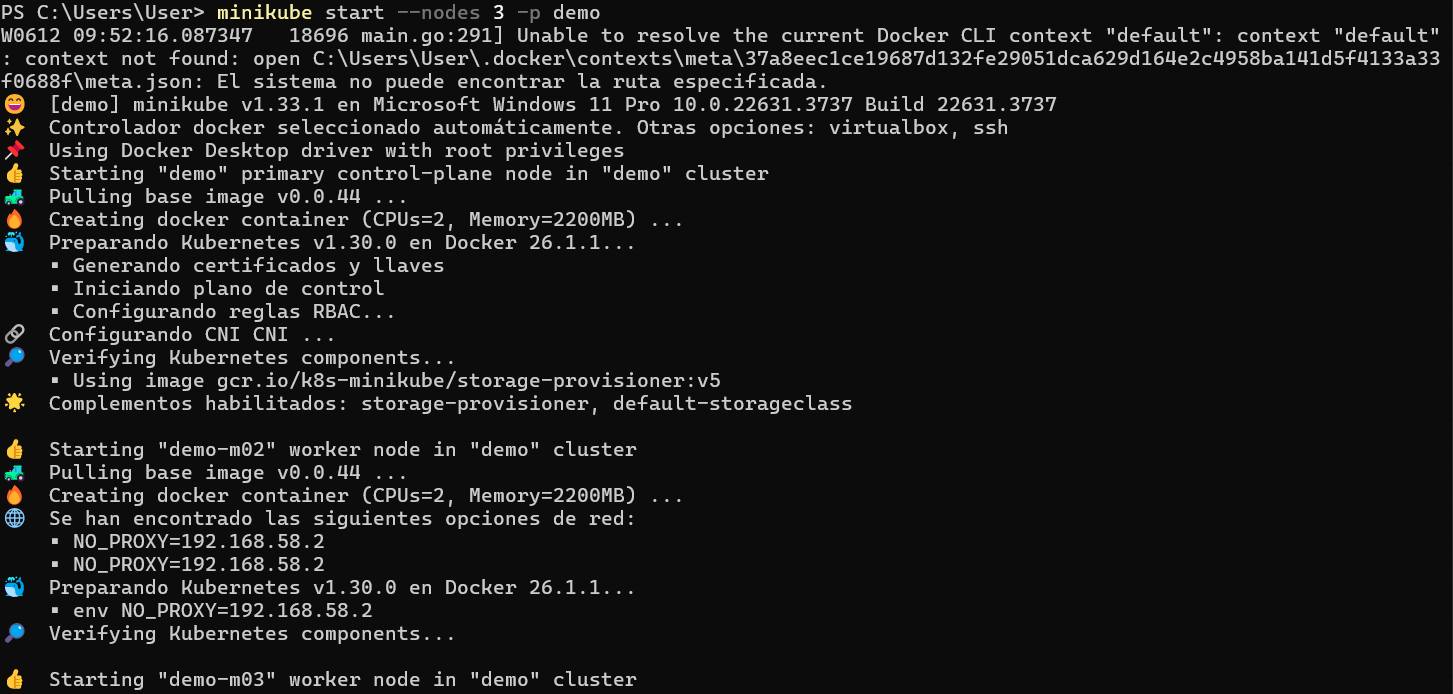 PS C:\Users\User> minikube start --nodes 3 -p demo
W0612 09:52:16.087347   18696 main.go:291] Unable to resolve the current Docker CLI context "default": context "default"
: context not found: open C:\Users\User\.docker\contexts\meta\37a8eec1ce19687d132fe29051dca629d164e2c4958ba141d5f4133a33
f0688f\meta.json: El sistema no puede encontrar la ruta especificada.
😄  [demo] minikube v1.33.1 en Microsoft Windows 11 Pro 10.0.22631.3737 Build 22631.3737
✨  Controlador docker seleccionado automáticamente. Otras opciones: virtualbox, ssh
📌  Using Docker Desktop driver with root privileges
👍  Starting "demo" primary control-plane node in "demo" cluster
🚜  Pulling base image v0.0.44 ...
🔥  Creating docker container (CPUs=2, Memory=2200MB) ...
🐳  Preparando Kubernetes v1.30.0 en Docker 26.1.1...
    ▪ Generando certificados y llaves
    ▪ Iniciando plano de control
    ▪ Configurando reglas RBAC...
🔗  Configurando CNI CNI ...
🔎  Verifying Kubernetes components...
    ▪ Using image gcr.io/k8s-minikube/storage-provisioner:v5
🌟  Complementos habilitados: storage-provisioner, default-storageclass
👍  Starting "demo-m02" worker node in "demo" cluster
🚜  Pulling base image v0.0.44 ...
🔥  Creating docker container (CPUs=2, Memory=2200MB) ...
🌐  Se han encontrado las siguientes opciones de red:
    ▪ NO_PROXY=192.168.58.2
    ▪ NO_PROXY=192.168.58.2
🐳  Preparando Kubernetes v1.30.0 en Docker 26.1.1...
    ▪ env NO_PROXY=192.168.58.2
🔎  Verifying Kubernetes components...
👍  Starting "demo-m03" worker node in "demo" cluster